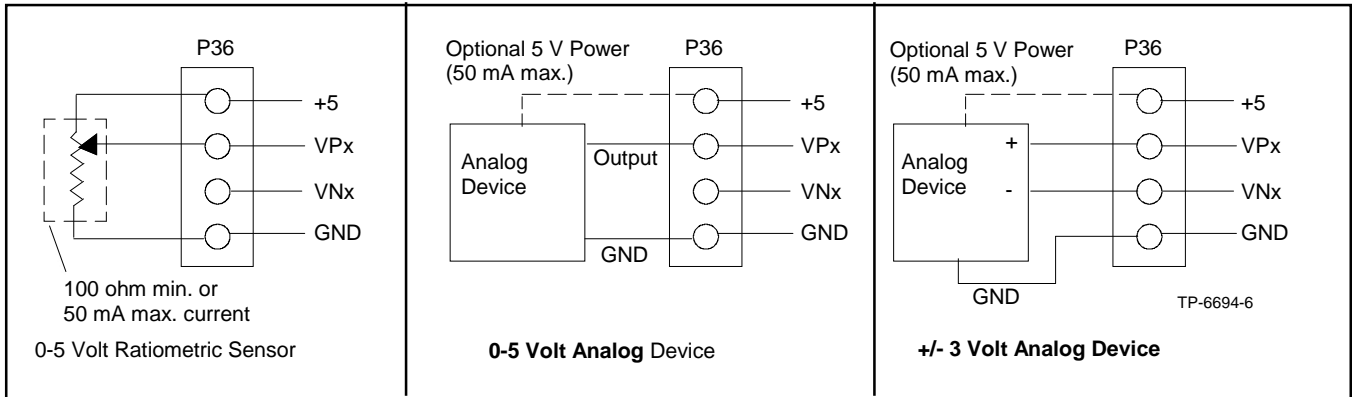 P36
+5
VPx
VNx
GND
100 ohm min. or
50 mA max. current
0-5 Volt Ratiometric Sensor
Optional 5 V Power
(50 mA max.)
P36
+5
Analog
Device
Output
VPx
VNx
GND
GND
0-5 Volt Analog Device
Optional 5 V Power
(50 mA max.)
P36
+5
Analog
Device
+
-
VPx
VNx
GND
GND
TP-6694-6
+/- 3 Volt Analog Device